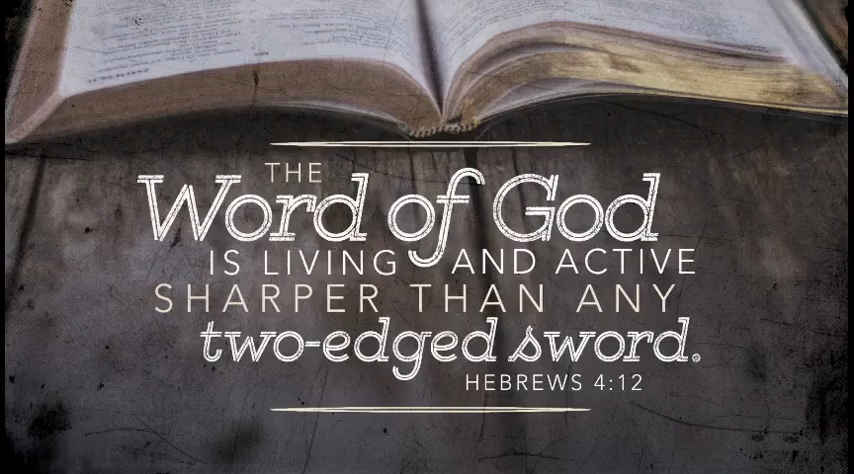 THE
Word of God
IS LIVING AND ACTIVE
SHARPER THAN ANY
two-edged sword.
HEBREWS 4:12